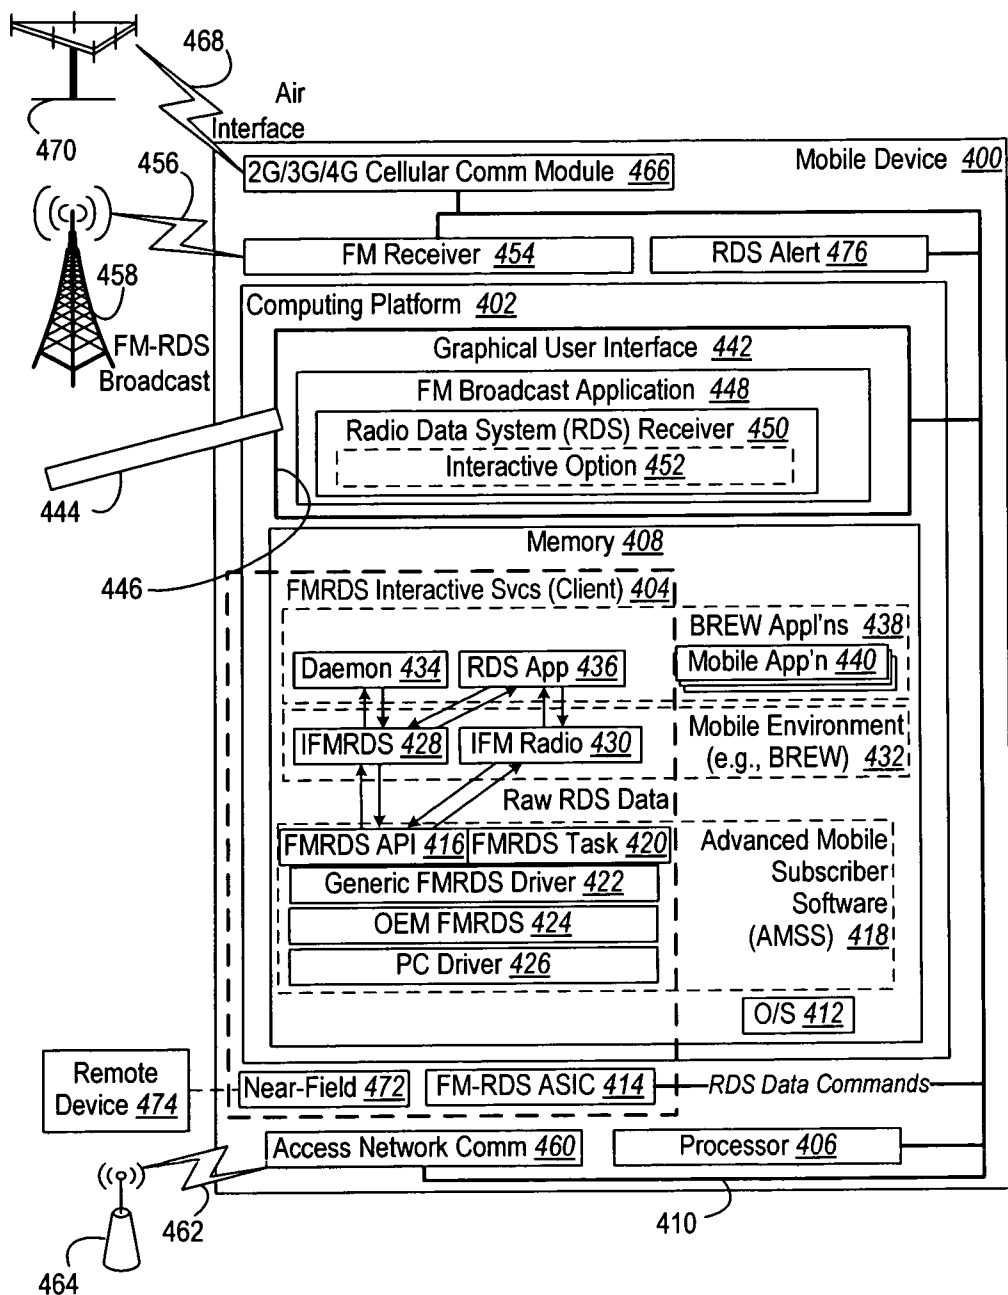 468
Air
Interface
470
Mobile Device 400
2G/3G/4G Cellular Comm Module 466
456
FM Receiver 454
RDS Alert 476
458
FM-RDS
Broadcast
Computing Platform 402
Graphical User Interface 442
FM Broadcast Application 448
Radio Data System (RDS) Receiver 450
Interactive Option 452
444
446
Memory 408
FMRDS Interactive Svcs (Client) 404
BREW Appl'ns 438
Daemon 434
RDS App 436
Mobile App'n 440
IFMRDS 428
IFM Radio 430
Mobile Environment
(e.g., BREW) 432
Raw RDS Data
FMRDS API 416
FMRDS Task 420
Advanced Mobile
Subscriber
Software
(AMSS) 418
Generic FMRDS Driver 422
OEM FMRDS 424
PC Driver 426
O/S 412
Remote
Device 474
Near-Field 472
FM-RDS ASIC 414
RDS Data Commands
Access Network Comm 460
Processor 406
462
410
464